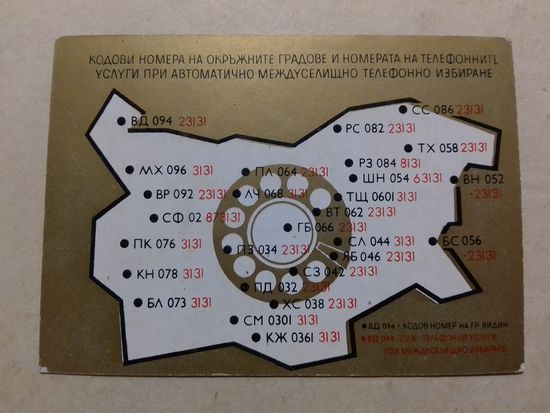 КОДОВИ НОМЕРА НА ОКРЪЖНИТЕ ГРАДОВЕ И НОМЕРАТА НА ТЕЛЕФОННИТЕ
УСЛУГИ ПРИ АВТОМАТИЧНО МЕЖДУСЕЛИЩНО ТЕЛЕФОННО ИЗБИРАНЕ
СС 086 23131
ВД 094 23131
РС 082 23131
ТХ 058 23131
РЗ 084 8131
МХ 096 3131
ПЛ 064 23131
ШН 054 63131
ВН 052
-23131
ВР 092 23131
ЛЧ 068 3131
ТЩ 0601 3131
СФ 02 873131
ВТ 062 23131
ГБ 066 23131
ПК 076 3131
ПЗ 034 23131
СЛ 044 3131
БС 056
-23131
ЯБ 046 23131
КН 078 3131
СЗ 042 23131
ПД 032 23131
БЛ 073 3131
ХС 038 23131
СМ 0301 3131
КЖ 0361 3131
ВД 094 - КОДОВ НОМЕР НА ГР. ВИДИН
ВД 094-23131 - ТЕЛЕФОННИ УСЛУГИ
ПРИ МЕЖДУСЕЛИЩНО ИЗБИРАНЕ